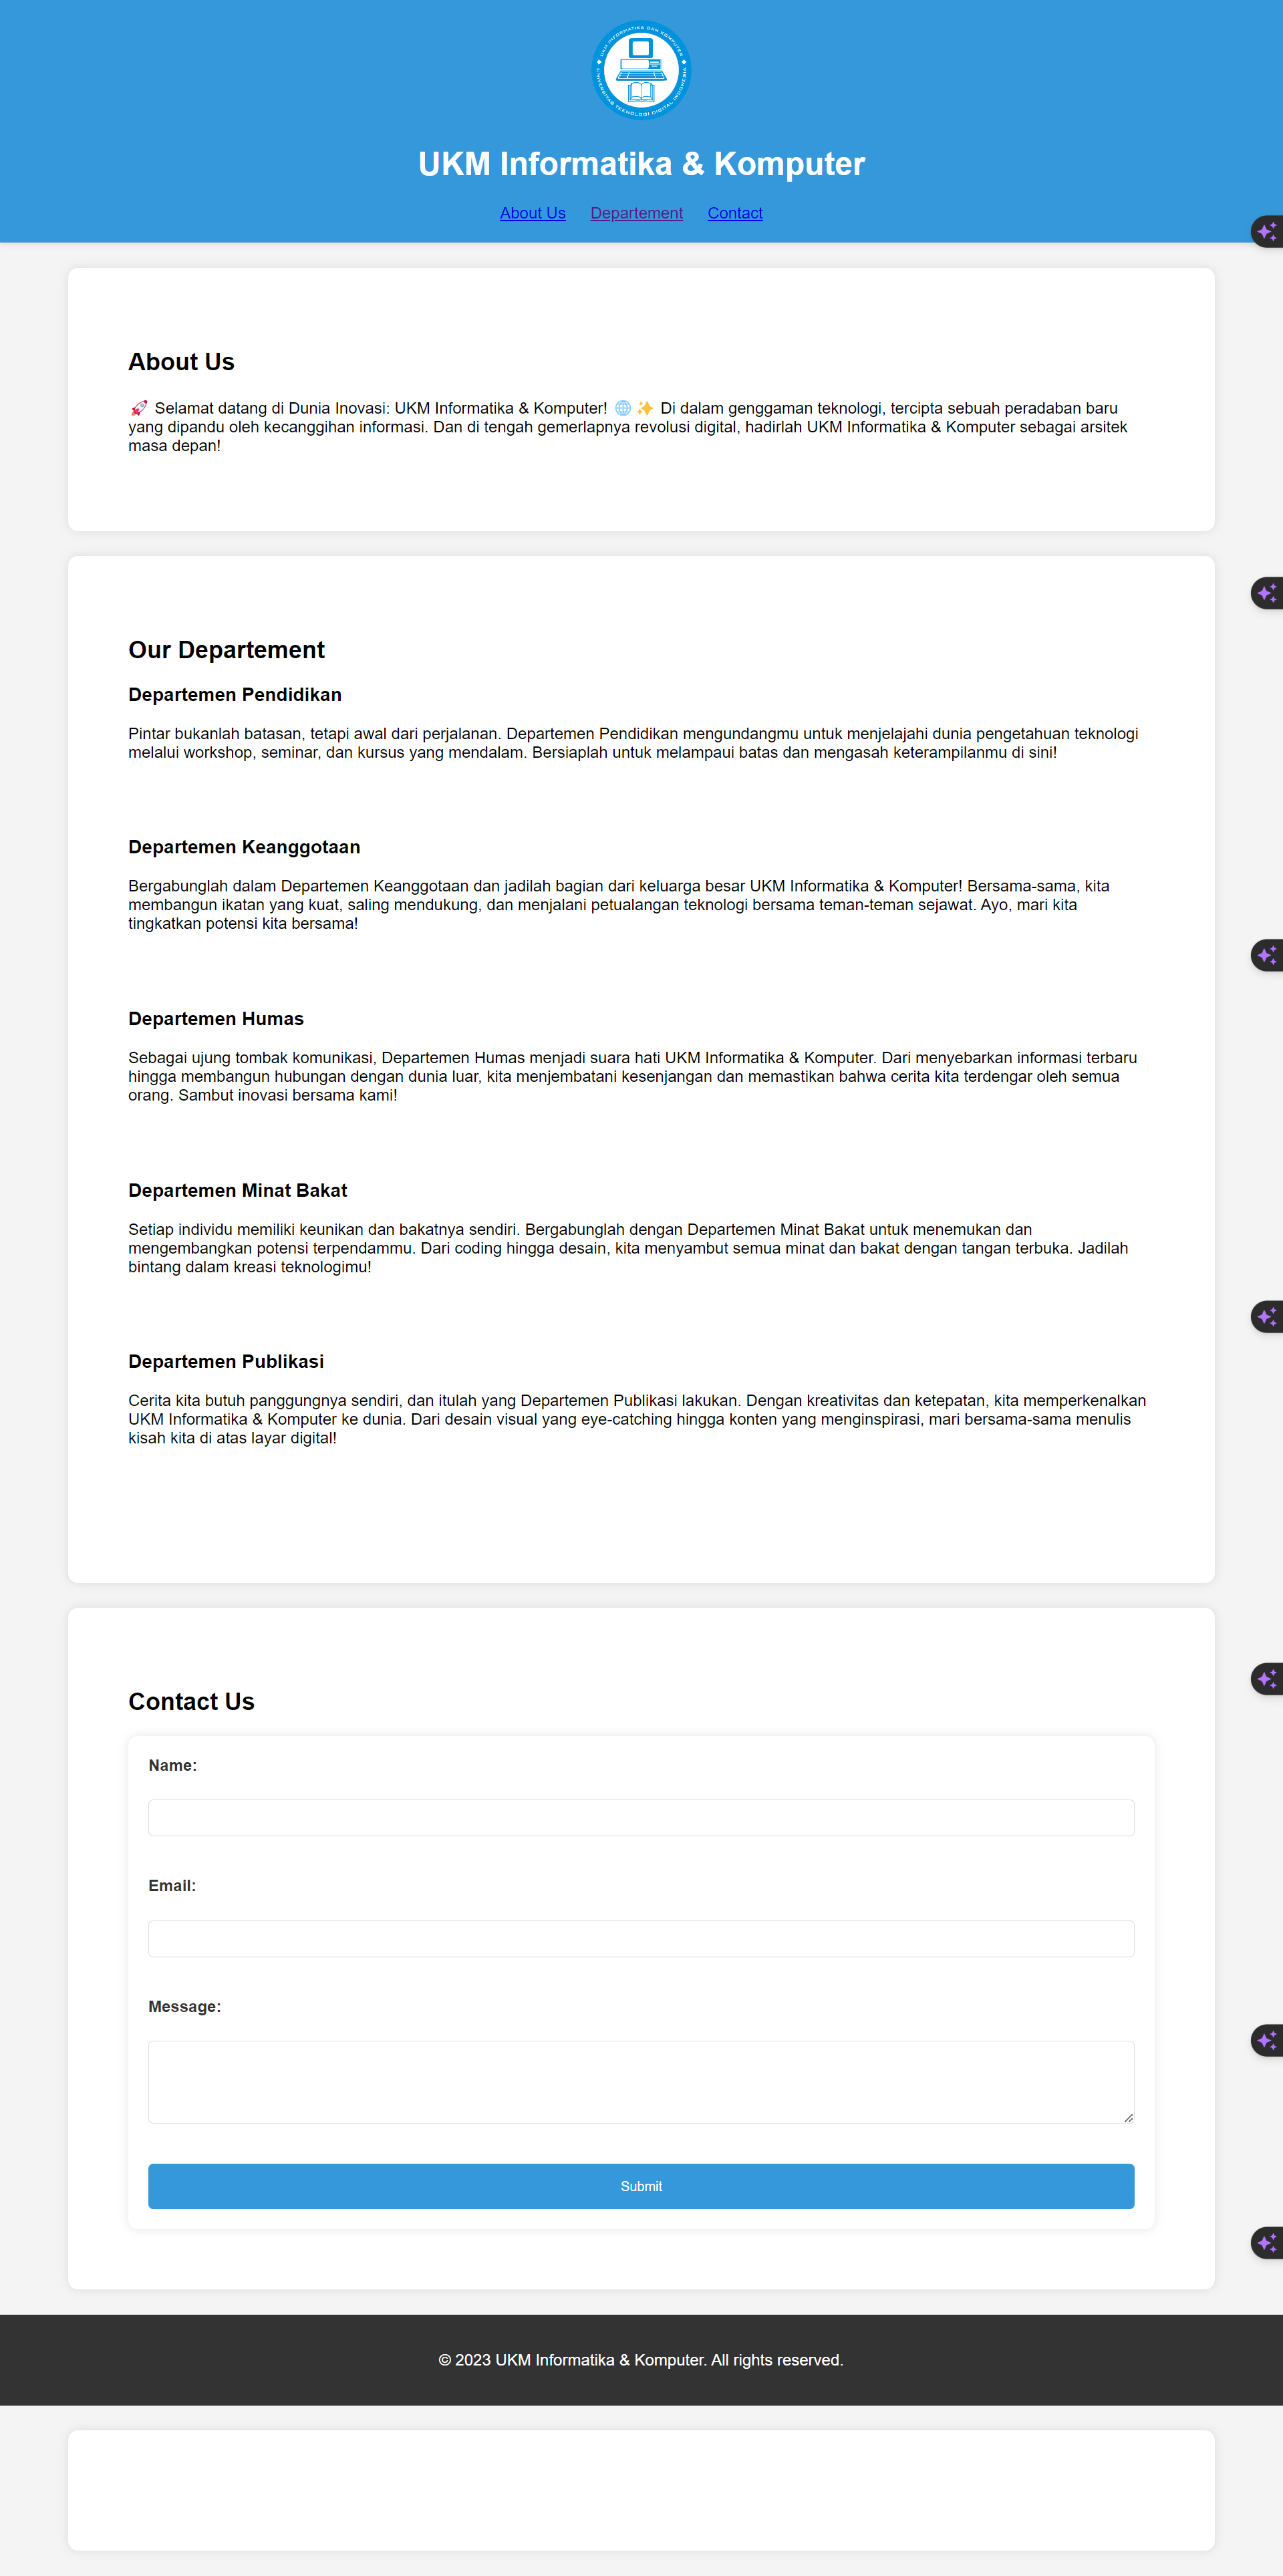 UKM INFORMATIKA DAN KOMPUTER
UNIVERSITAS TEKNOLOGI DIGITAL INDONESIA
UKM Informatika & Komputer
About Us Departement Contact
About Us
🚀 Selamat datang di Dunia Inovasi: UKM Informatika & Komputer! 🌐✨ Di dalam genggaman teknologi, tercipta sebuah peradaban baru
yang dipandu oleh kecanggihan informasi. Dan di tengah gemerlapnya revolusi digital, hadirlah UKM Informatika & Komputer sebagai arsitek
masa depan!
Our Departement
Departemen Pendidikan
Pintar bukanlah batasan, tetapi awal dari perjalanan. Departemen Pendidikan mengundangmu untuk menjelajahi dunia pengetahuan teknologi
melalui workshop, seminar, dan kursus yang mendalam. Bersiaplah untuk melampaui batas dan mengasah keterampilanmu di sini!
Departemen Keanggotaan
Bergabunglah dalam Departemen Keanggotaan dan jadilah bagian dari keluarga besar UKM Informatika & Komputer! Bersama-sama, kita
membangun ikatan yang kuat, saling mendukung, dan menjalani petualangan teknologi bersama teman-teman sejawat. Ayo, mari kita
tingkatkan potensi kita bersama!
Departemen Humas
Sebagai ujung tombak komunikasi, Departemen Humas menjadi suara hati UKM Informatika & Komputer. Dari menyebarkan informasi terbaru
hingga membangun hubungan dengan dunia luar, kita menjembatani kesenjangan dan memastikan bahwa cerita kita terdengar oleh semua
orang. Sambut inovasi bersama kami!
Departemen Minat Bakat
Setiap individu memiliki keunikan dan bakatnya sendiri. Bergabunglah dengan Departemen Minat Bakat untuk menemukan dan
mengembangkan potensi terpendammu. Dari coding hingga desain, kita menyambut semua minat dan bakat dengan tangan terbuka. Jadilah
bintang dalam kreasi teknologimu!
Departemen Publikasi
Cerita kita butuh panggungnya sendiri, dan itulah yang Departemen Publikasi lakukan. Dengan kreativitas dan ketepatan, kita memperkenalkan
UKM Informatika & Komputer ke dunia. Dari desain visual yang eye-catching hingga konten yang menginspirasi, mari bersama-sama menulis
kisah kita di atas layar digital!
Contact Us
Name:
Email:
Message:
Submit
© 2023 UKM Informatika & Komputer. All rights reserved.